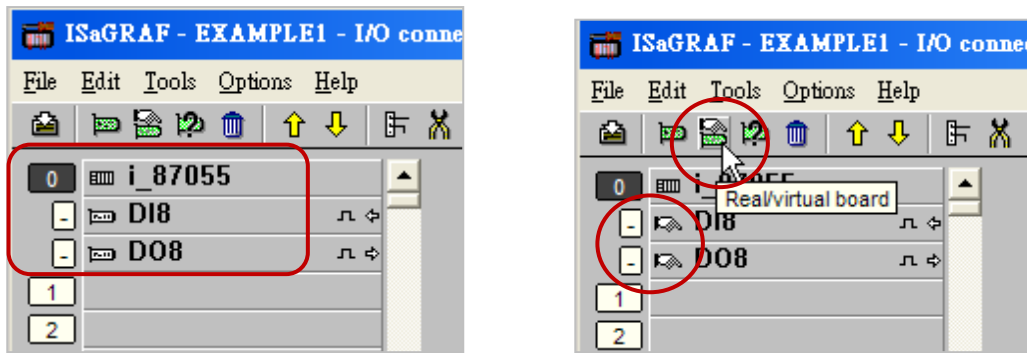 ISaGRAF - EXAMPLE1 - I/O conne
File Edit Tools Options Help
0 i_87055
- DI8
- DO8
1
2
ISaGRAF - EXAMPLE1 - I/O conne
File Edit Tools Options Help
0
Real/virtual board
- DI8
- DO8
1
2